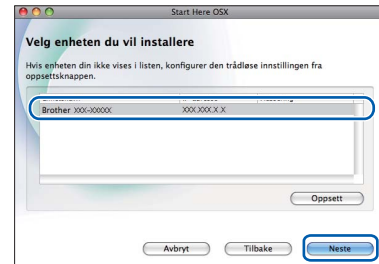 Start Here OSX
Velg enheten du vil installere
Hvis enheten din ikke vises i listen, konfigurer den trådløse innstillingen fra
oppsettsknappen.
Brother XXX-XXXXX XXX.XXX.X.X
Oppsett
Avbryt Tilbake Neste